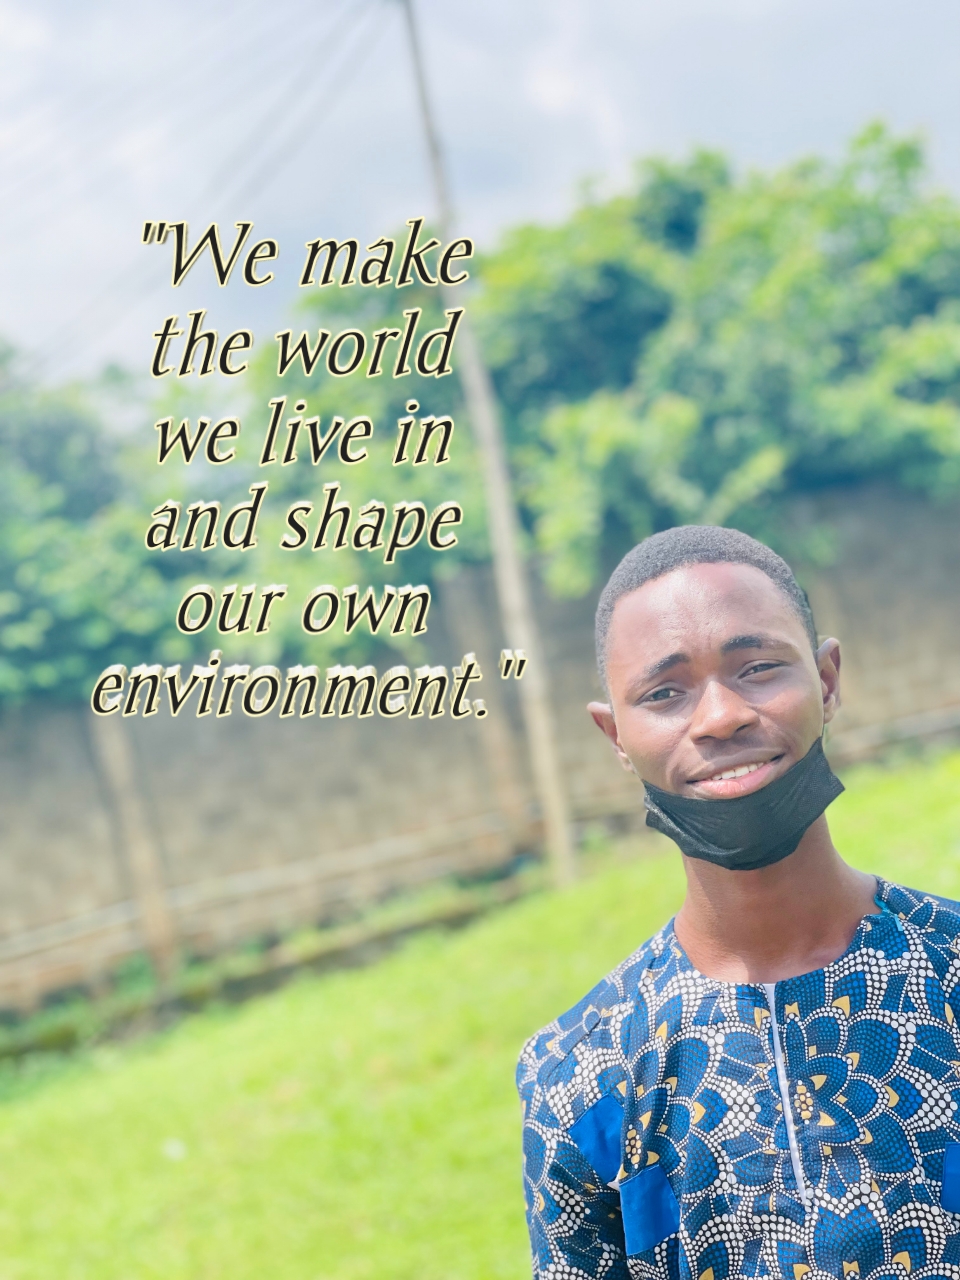 "We make
the world
we live in
and shape
our own
environment."